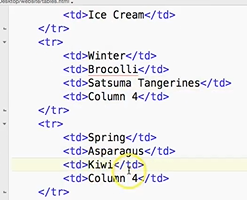 Desktop/website/tables.html
<td>Ice Cream</td>
</tr>
<tr>
<td>Winter</td>
<td>Brocolli</td>
<td>Satsuma Tangerines</td>
<td>Column 4</td>
</tr>
<tr>
<td>Spring</td>
<td>Asparagus</td>
<td>Kiwi</td>
<td>Column 4</td>
</tr>